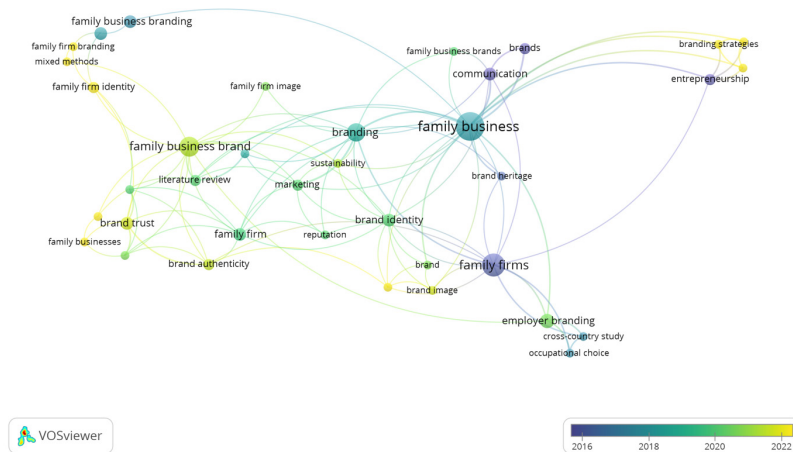 family business branding
family firm branding
mixed methods
family firm identity
family business brands
brands
communication
branding strategies
entrepreneurship
family firm image
family business
branding
family business brand
sustainability
literature review
marketing
brand heritage
brand trust
brand identity
family businesses
family firm
reputation
brand authenticity
brand
family firms
brand image
employer branding
cross-country study
occupational choice
VOSviewer
2016 2018 2020 2022